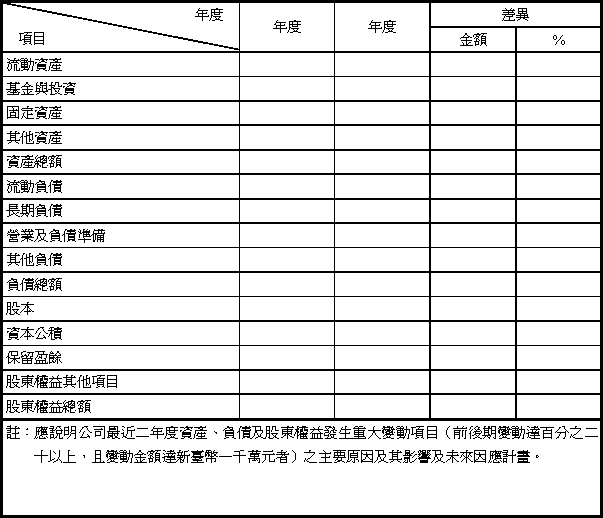 年度
項目
年度
年度
差異
金額
%
流動資產
基金與投資
固定資產
其他資產
資產總額
流動負債
長期負債
營業及負債準備
其他負債
負債總額
股本
資本公積
保留盈餘
股東權益其他項目
股東權益總額
註：應說明公司最近二年度資產、負債及股東權益發生重大變動項目（前後期變動達百分之二
十以上，且變動金額達新臺幣一千萬元者）之主要原因及其影響及未來因應計畫。